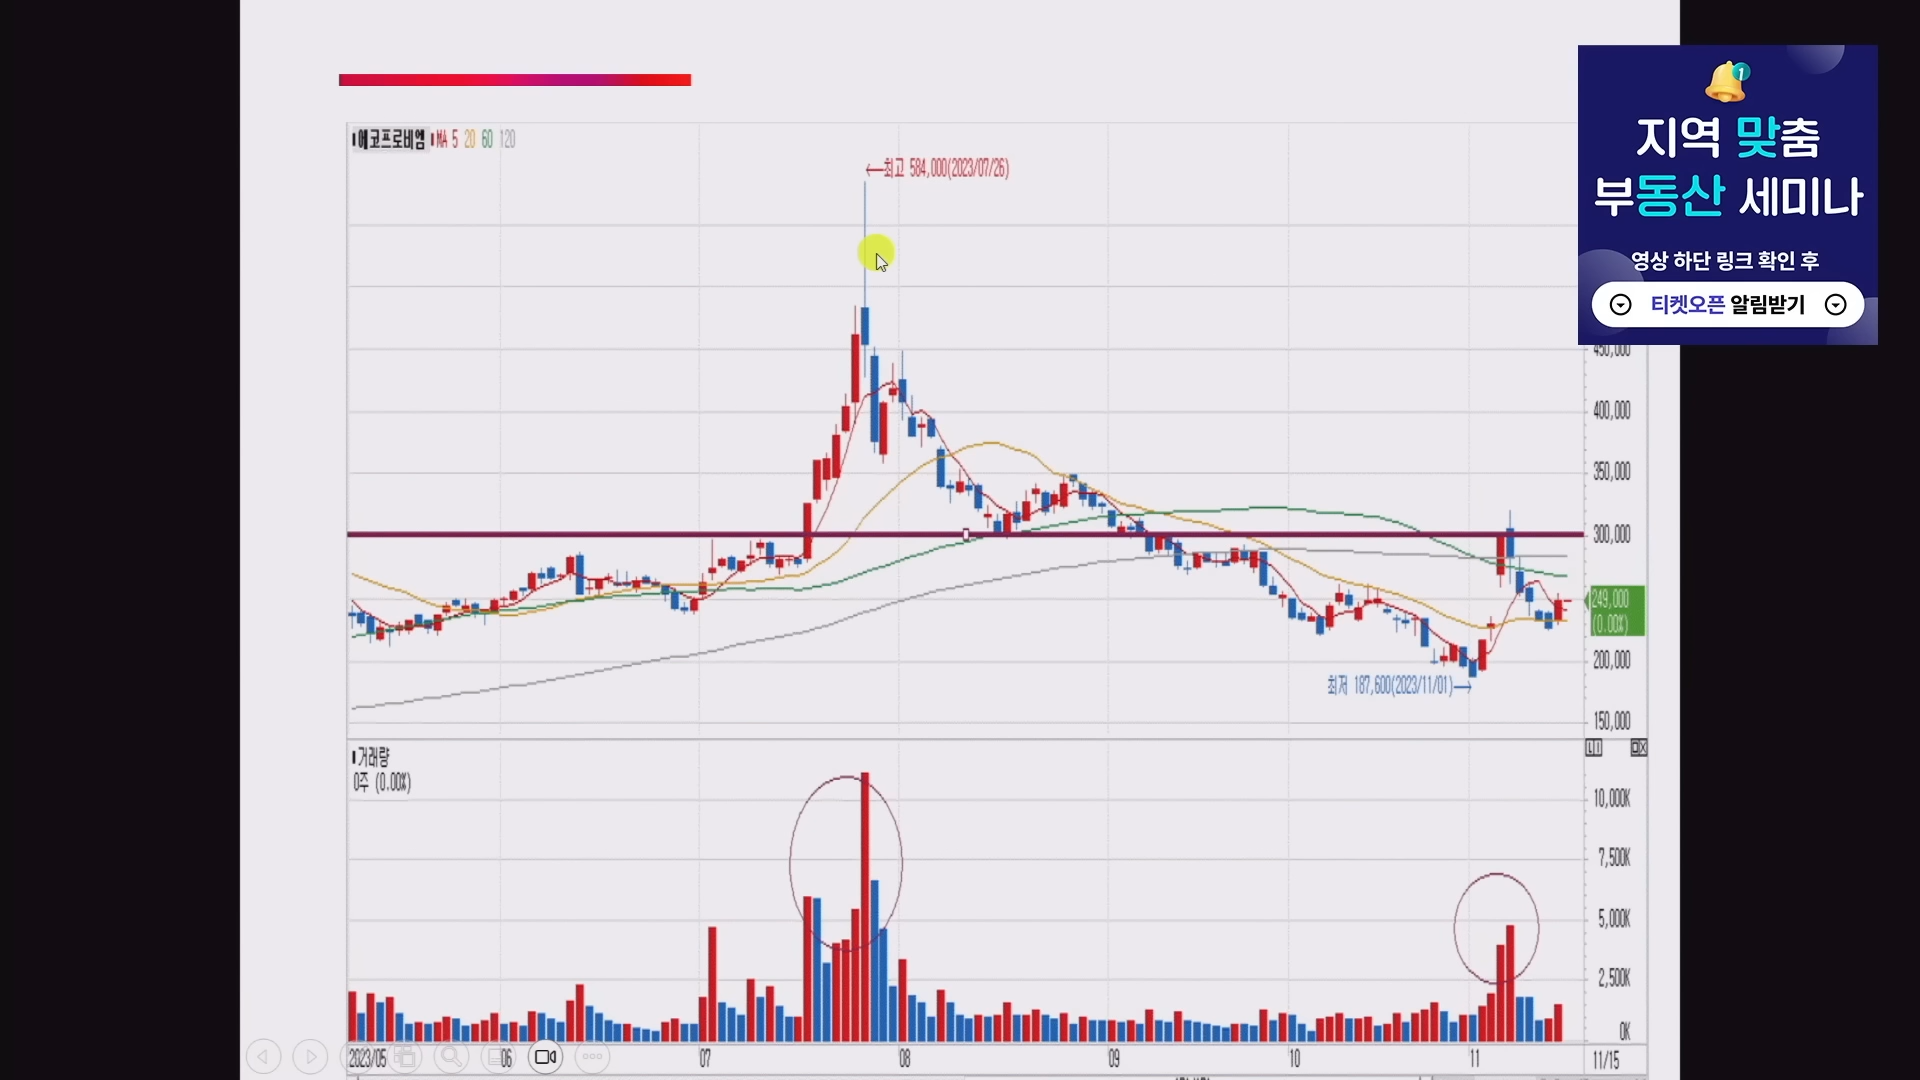 에코프로비엠 MA 5 20 60 120
←최고 584,000(2023/07/26)
1
지역 맞춤
부동산 세미나
영상 하단 링크 확인 후
티켓오픈 알림받기
450,000
400,000
350,000
300,000
249,000
(0.00%)
200,000
최저 187,600(2023/11/01)→
150,000
거래량
0주 (0.00%)
10,000K
7,500K
5,000K
2,500K
0K
2023/05 06 07 08 09 10 11 11/15